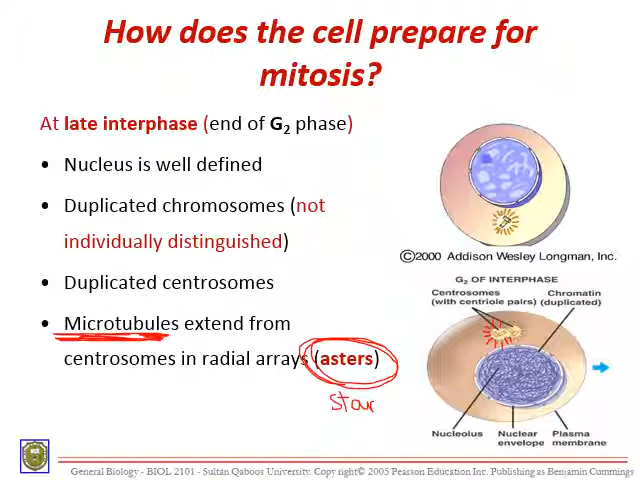 How does the cell prepare for
mitosis?
At late interphase (end of G₂ phase)
• Nucleus is well defined
• Duplicated chromosomes (not
individually distinguished)
• Duplicated centrosomes
• Microtubules extend from
centrosomes in radial arrays (asters)
Star
©2000 Addison Wesley Longman, Inc.
G₂ OF INTERPHASE
Centrosomes
(with centriole pairs)
Chromatin
(duplicated)
Nucleolus
Nuclear
envelope
Plasma
membrane
General Biology - BIOL 2101 - Sultan Qaboos University. Copyright© 2005 Pearson Education Inc. Publishing as Benjamin Cummings